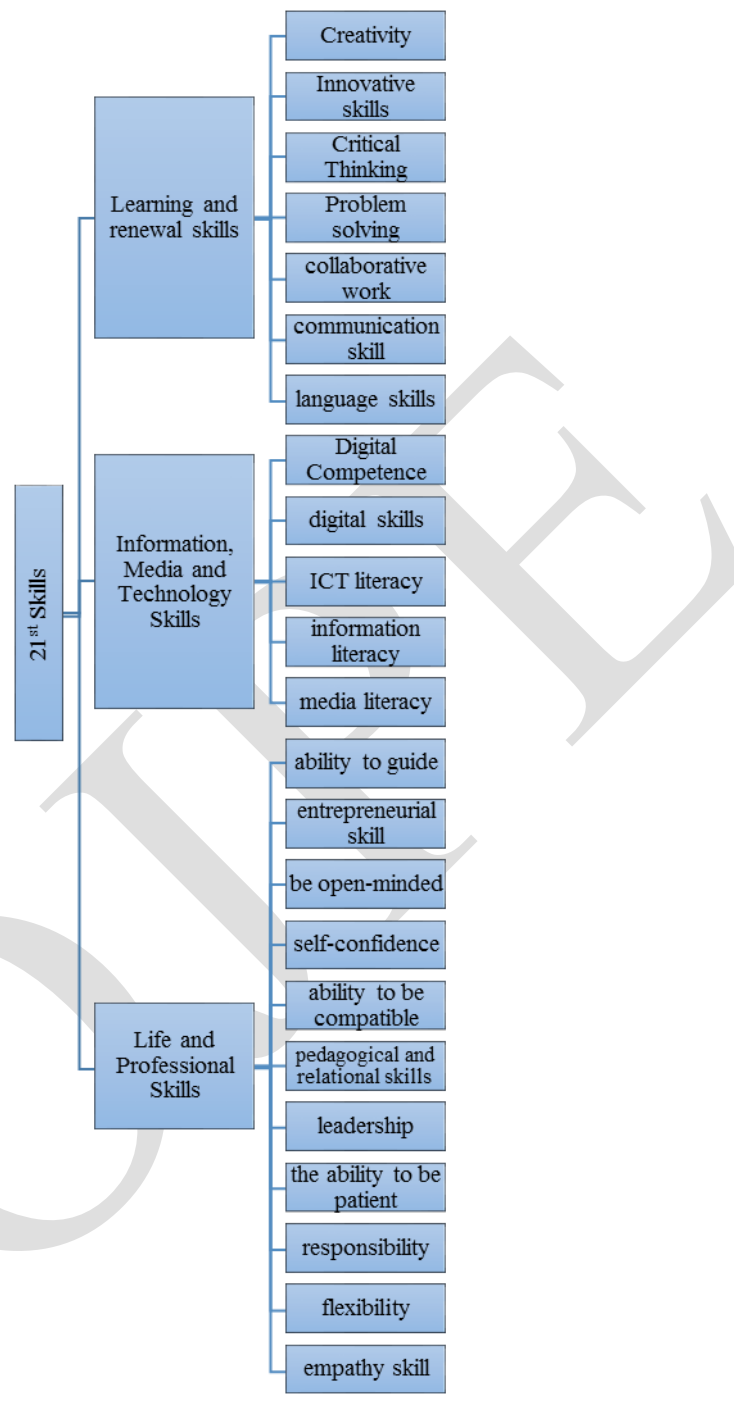 21st Skills
Learning and
renewal skills
Creativity
Innovative
skills
Critical
Thinking
Problem
solving
collaborative
work
communication
skill
language skills
Information,
Media and
Technology
Skills
Digital
Competence
digital skills
ICT literacy
information
literacy
media literacy
Life and
Professional
Skills
ability to guide
entrepreneurial
skill
be open-minded
self-confidence
ability to be
compatible
pedagogical and
relational skills
leadership
the ability to be
patient
responsibility
flexibility
empathy skill